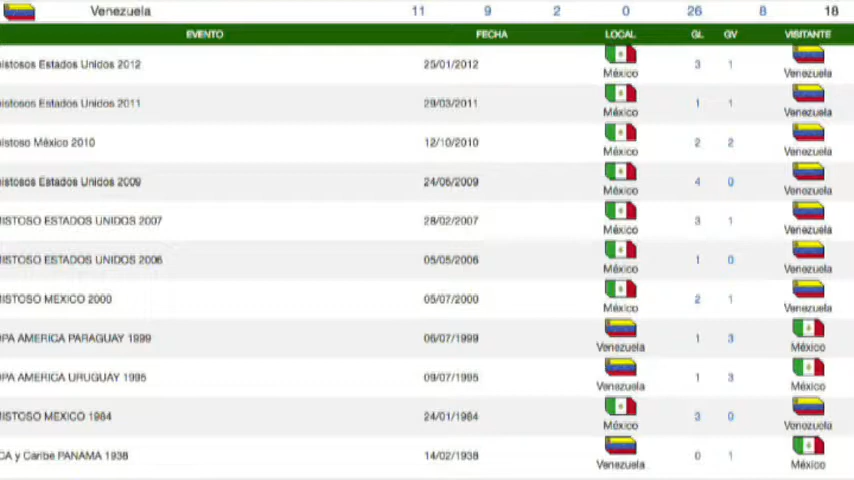 Venezuela 11 9 2 0 26 8 18
EVENTO FECHA LOCAL GL GV VISITANTE
istosos Estados Unidos 2012 25/01/2012 México 3 1 Venezuela
istosos Estados Unidos 2011 29/03/2011 México 1 1 Venezuela
istoso México 2010 12/10/2010 México 2 2 Venezuela
istosos Estados Unidos 2009 24/06/2009 México 4 0 Venezuela
ISTOSO ESTADOS UNIDOS 2007 28/02/2007 México 3 1 Venezuela
ISTOSO ESTADOS UNIDOS 2006 05/05/2006 México 1 0 Venezuela
ISTOSO MEXICO 2000 05/07/2000 México 2 1 Venezuela
PA AMERICA PARAGUAY 1999 06/07/1999 Venezuela 1 3 México
PA AMERICA URUGUAY 1995 09/07/1995 Venezuela 1 3 México
ISTOSO MEXICO 1984 24/01/1984 México 3 0 Venezuela
CA y Caribe PANAMA 1938 14/02/1938 Venezuela 0 1 México